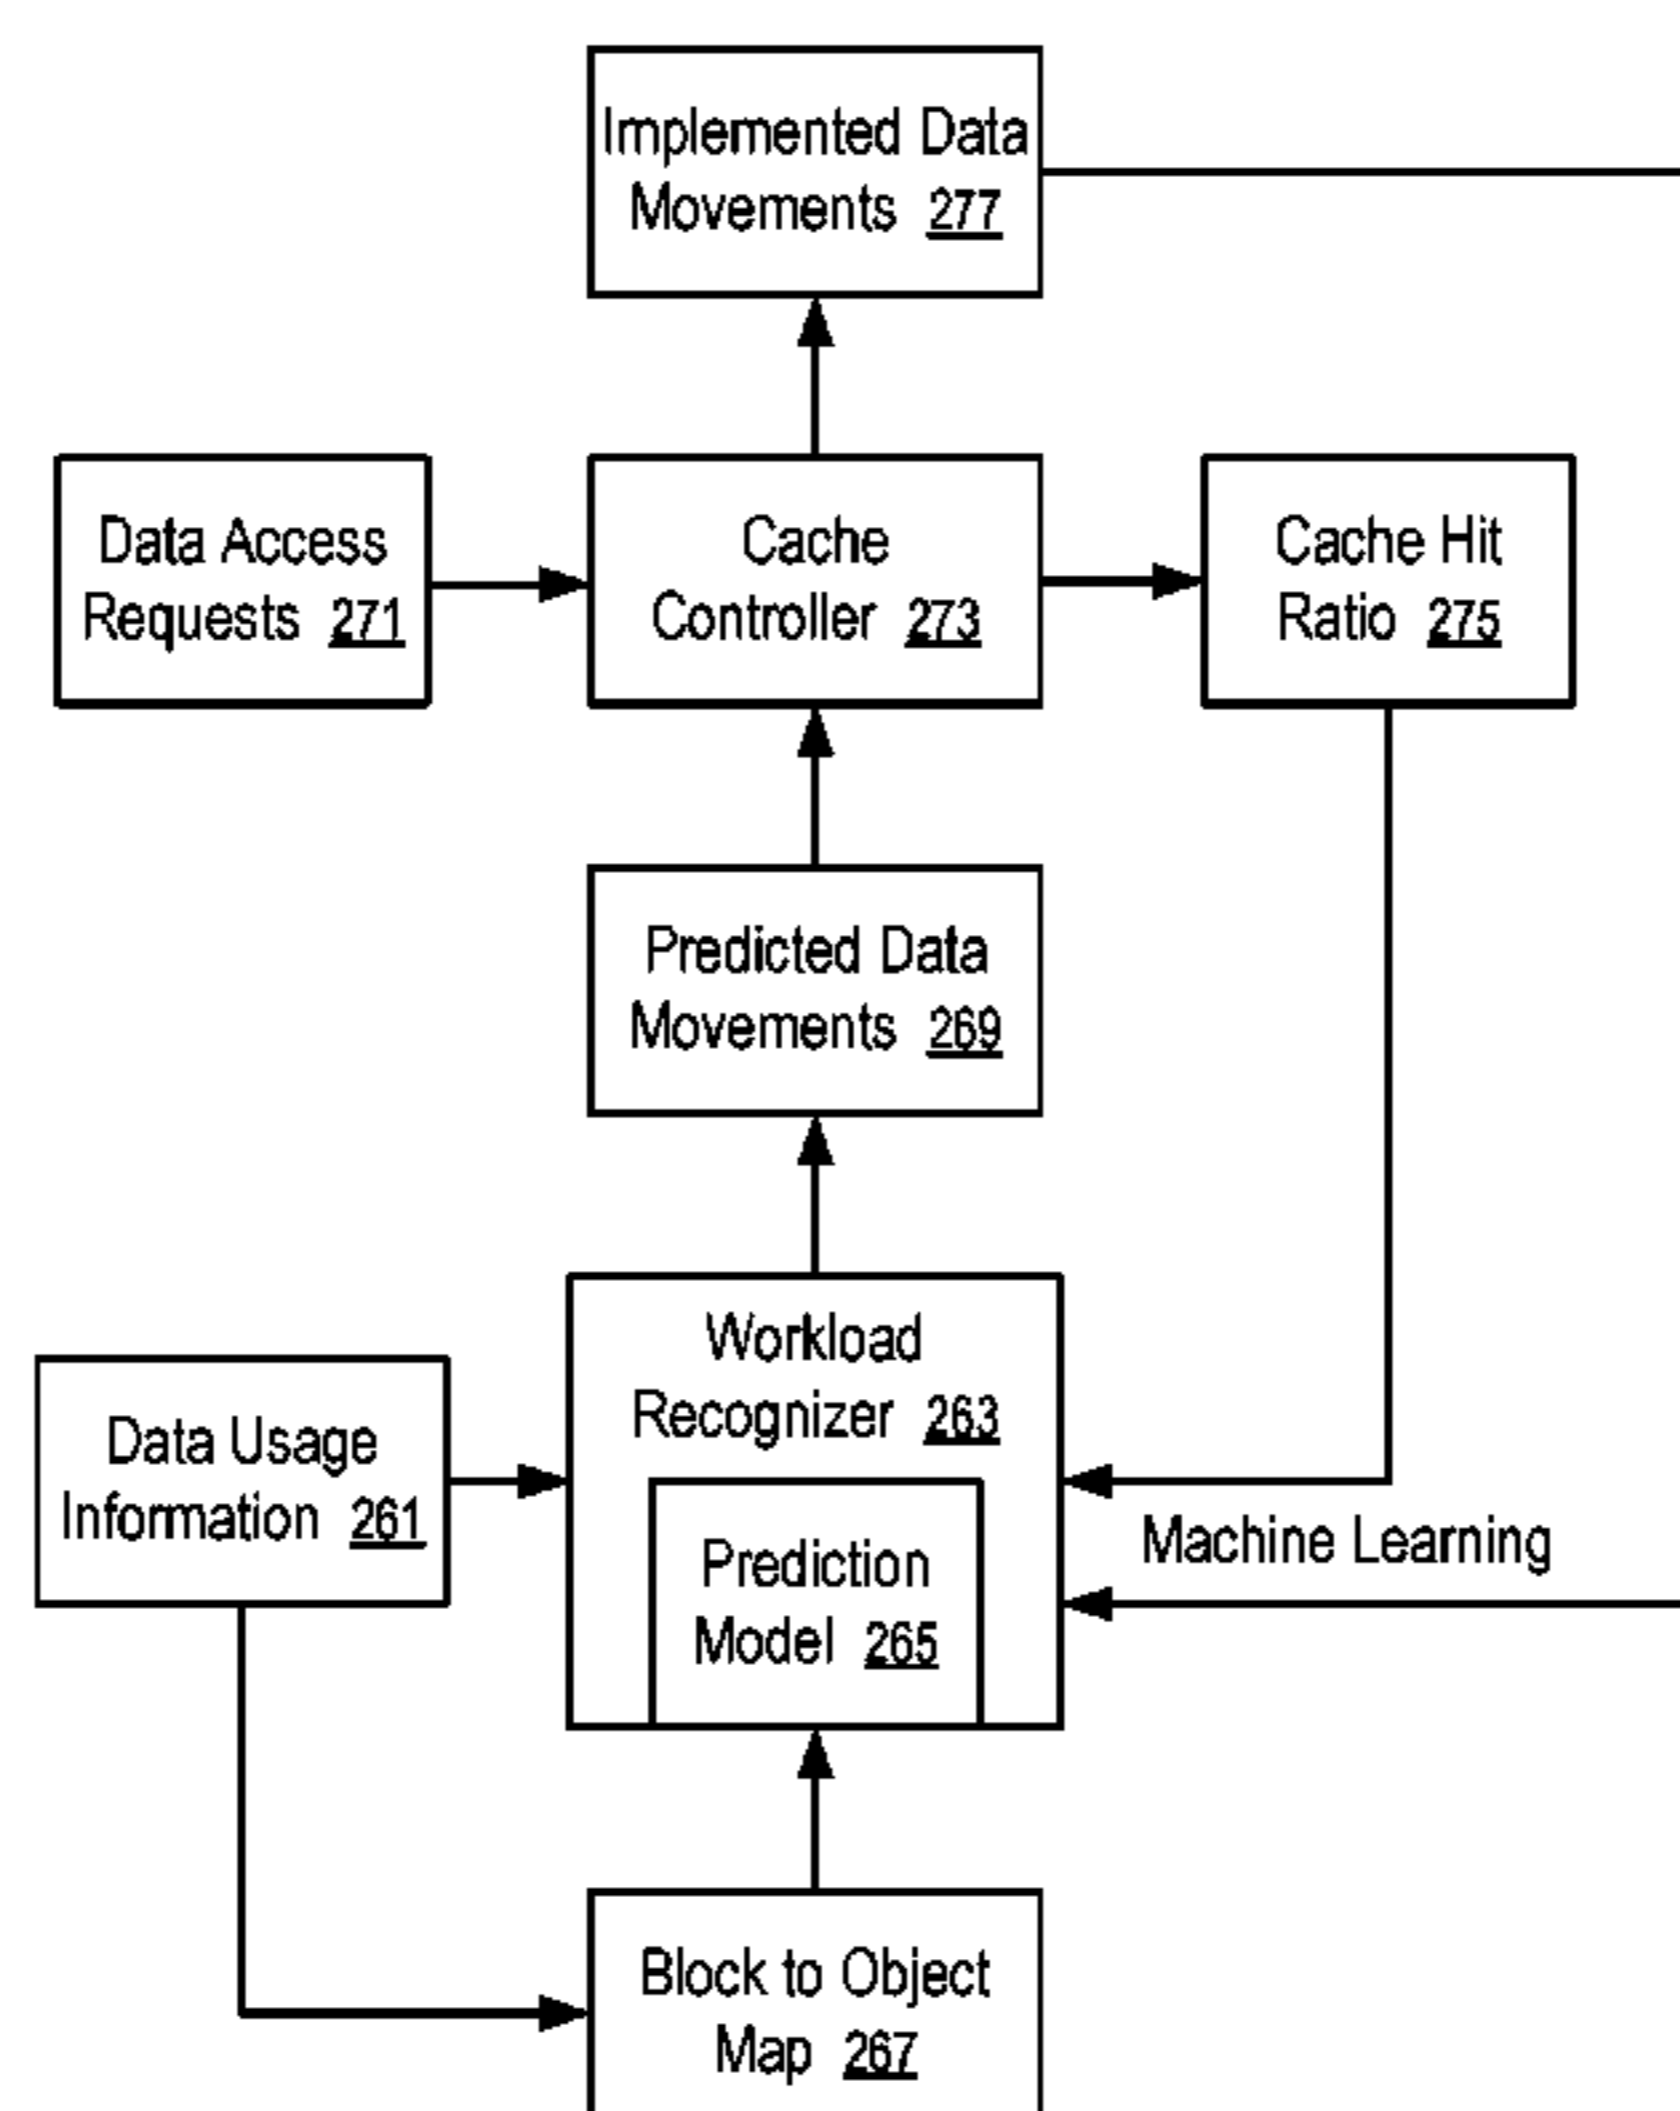 Implemented Data
Movements 277
Data Access
Requests 271
Cache
Controller 273
Cache Hit
Ratio 275
Predicted Data
Movements 269
Workload
Recognizer 263
Data Usage
Information 261
Prediction
Model 265
Machine Learning
Block to Object
Map 267